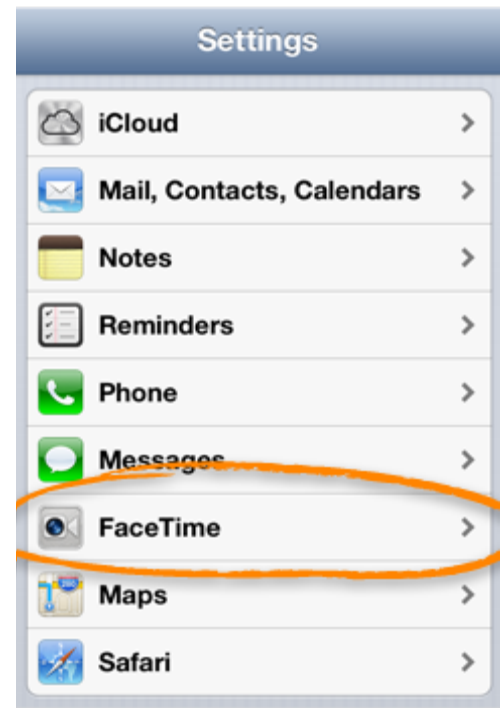 Settings
iCloud
Mail, Contacts, Calendars
Notes
Reminders
Phone
Messages
FaceTime
Maps
Safari